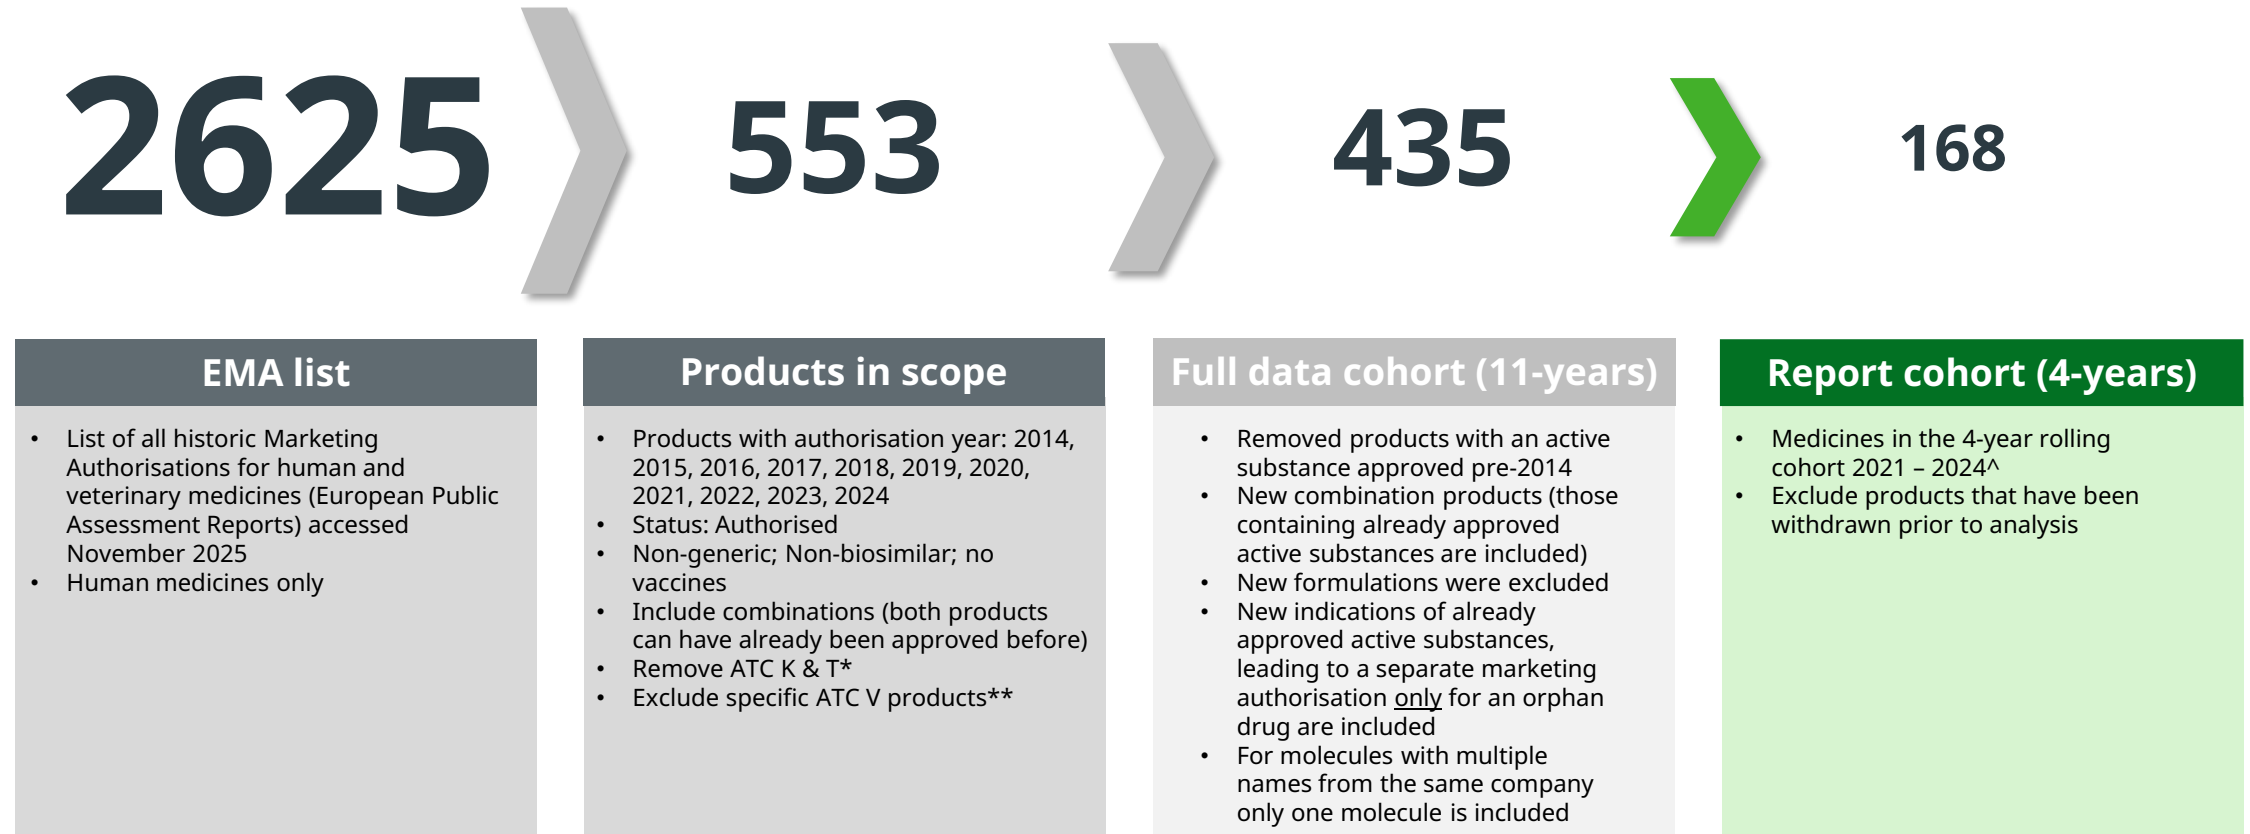 2625
553
435
168
EMA list
• List of all historic Marketing
Authorisations for human and
veterinary medicines (European Public
Assessment Reports) accessed
November 2025
• Human medicines only
Products in scope
• Products with authorisation year: 2014,
2015, 2016, 2017, 2018, 2019, 2020,
2021, 2022, 2023, 2024
• Status: Authorised
• Non-generic; Non-biosimilar; no
vaccines
• Include combinations (both products
can have already been approved before)
• Remove ATC K & T*
• Exclude specific ATC V products**
Full data cohort (11-years)
• Removed products with an active
substance approved pre-2014
• New combination products (those
containing already approved
active substances are included)
• New formulations were excluded
• New indications of already
approved active substances,
leading to a separate marketing
authorisation only for an orphan
drug are included
• For molecules with multiple
names from the same company
only one molecule is included
Report cohort (4-years)
• Medicines in the 4-year rolling
cohort 2021 – 2024^
• Exclude products that have been
withdrawn prior to analysis